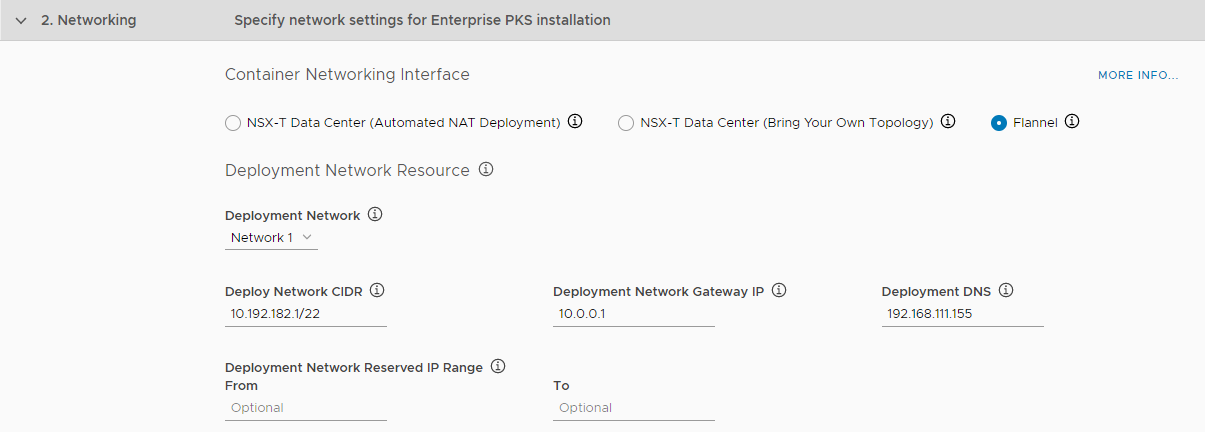 2. Networking Specify network settings for Enterprise PKS installation
Container Networking Interface MORE INFO...
NSX-T Data Center (Automated NAT Deployment) NSX-T Data Center (Bring Your Own Topology) Flannel
Deployment Network Resource
Deployment Network
Network 1
Deploy Network CIDR Deployment Network Gateway IP Deployment DNS
10.192.182.1/22 10.0.0.1 192.168.111.155
Deployment Network Reserved IP Range
From To
Optional Optional